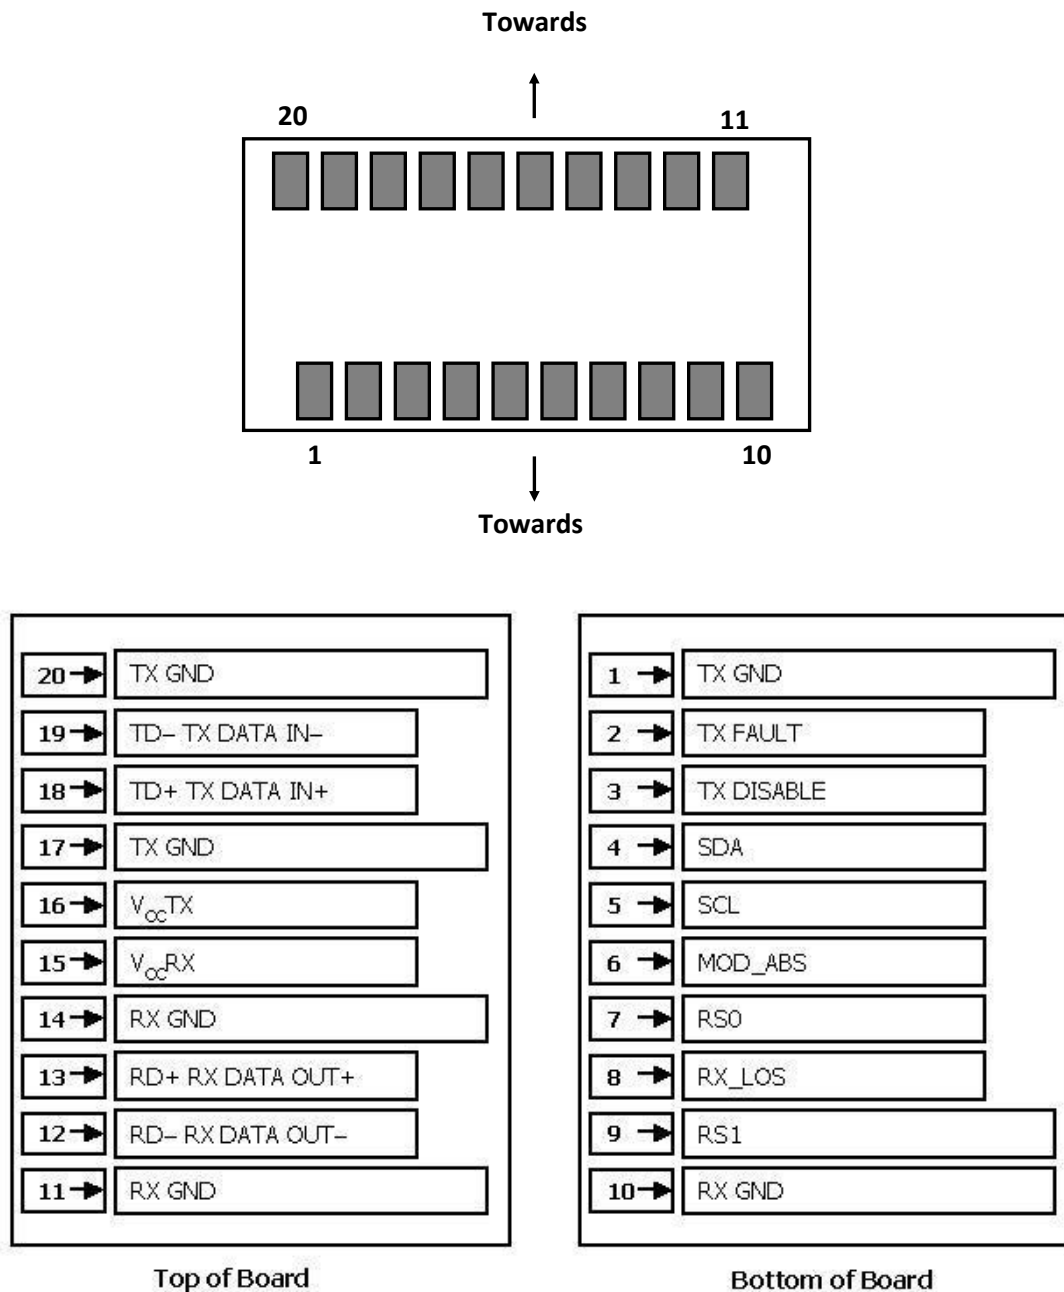 Towards
20 11
1 10
Towards
20 TX GND
19 TD– TX DATA IN–
18 TD+ TX DATA IN+
17 TX GND
16 VCCTX
15 VCCRX
14 RX GND
13 RD+ RX DATA OUT+
12 RD– RX DATA OUT–
11 RX GND
Top of Board
1 TX GND
2 TX FAULT
3 TX DISABLE
4 SDA
5 SCL
6 MOD_ABS
7 RS0
8 RX_LOS
9 RS1
10 RX GND
Bottom of Board